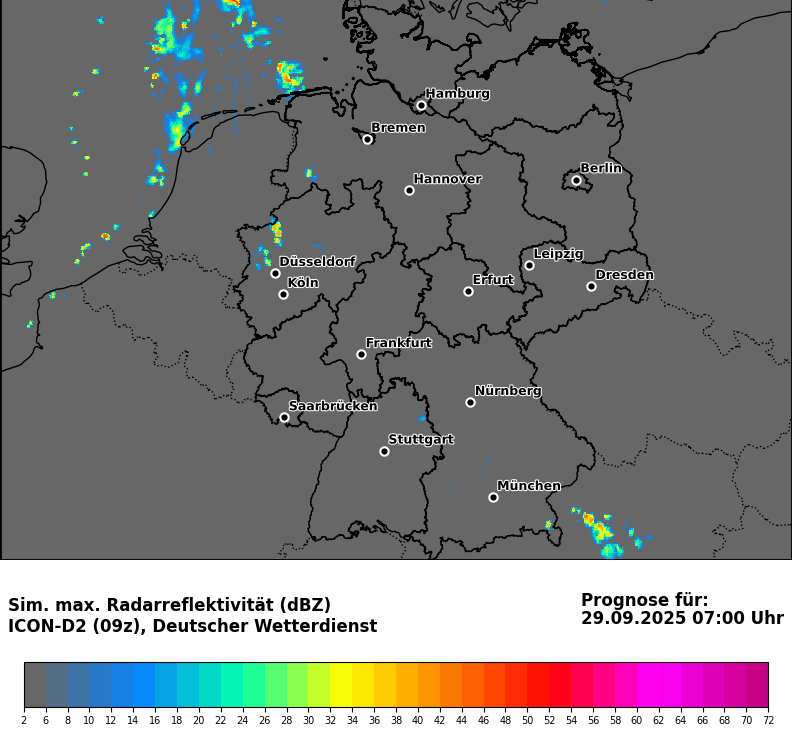 Hamburg
Bremen
Berlin
Hannover
Leipzig
Düsseldorf
Dresden
Erfurt
Köln
Frankfurt
Nürnberg
Saarbrücken
Stuttgart
München
Sim. max. Radarreflektivität (dBZ)
ICON-D2 (09z), Deutscher Wetterdienst
Prognose für:
29.09.2025 07:00 Uhr
2 6 8 10 12 14 16 18 20 22 24 26 28 30 32 34 36 38 40 42 44 46 48 50 52 54 56 58 60 62 64 66 68 70 72